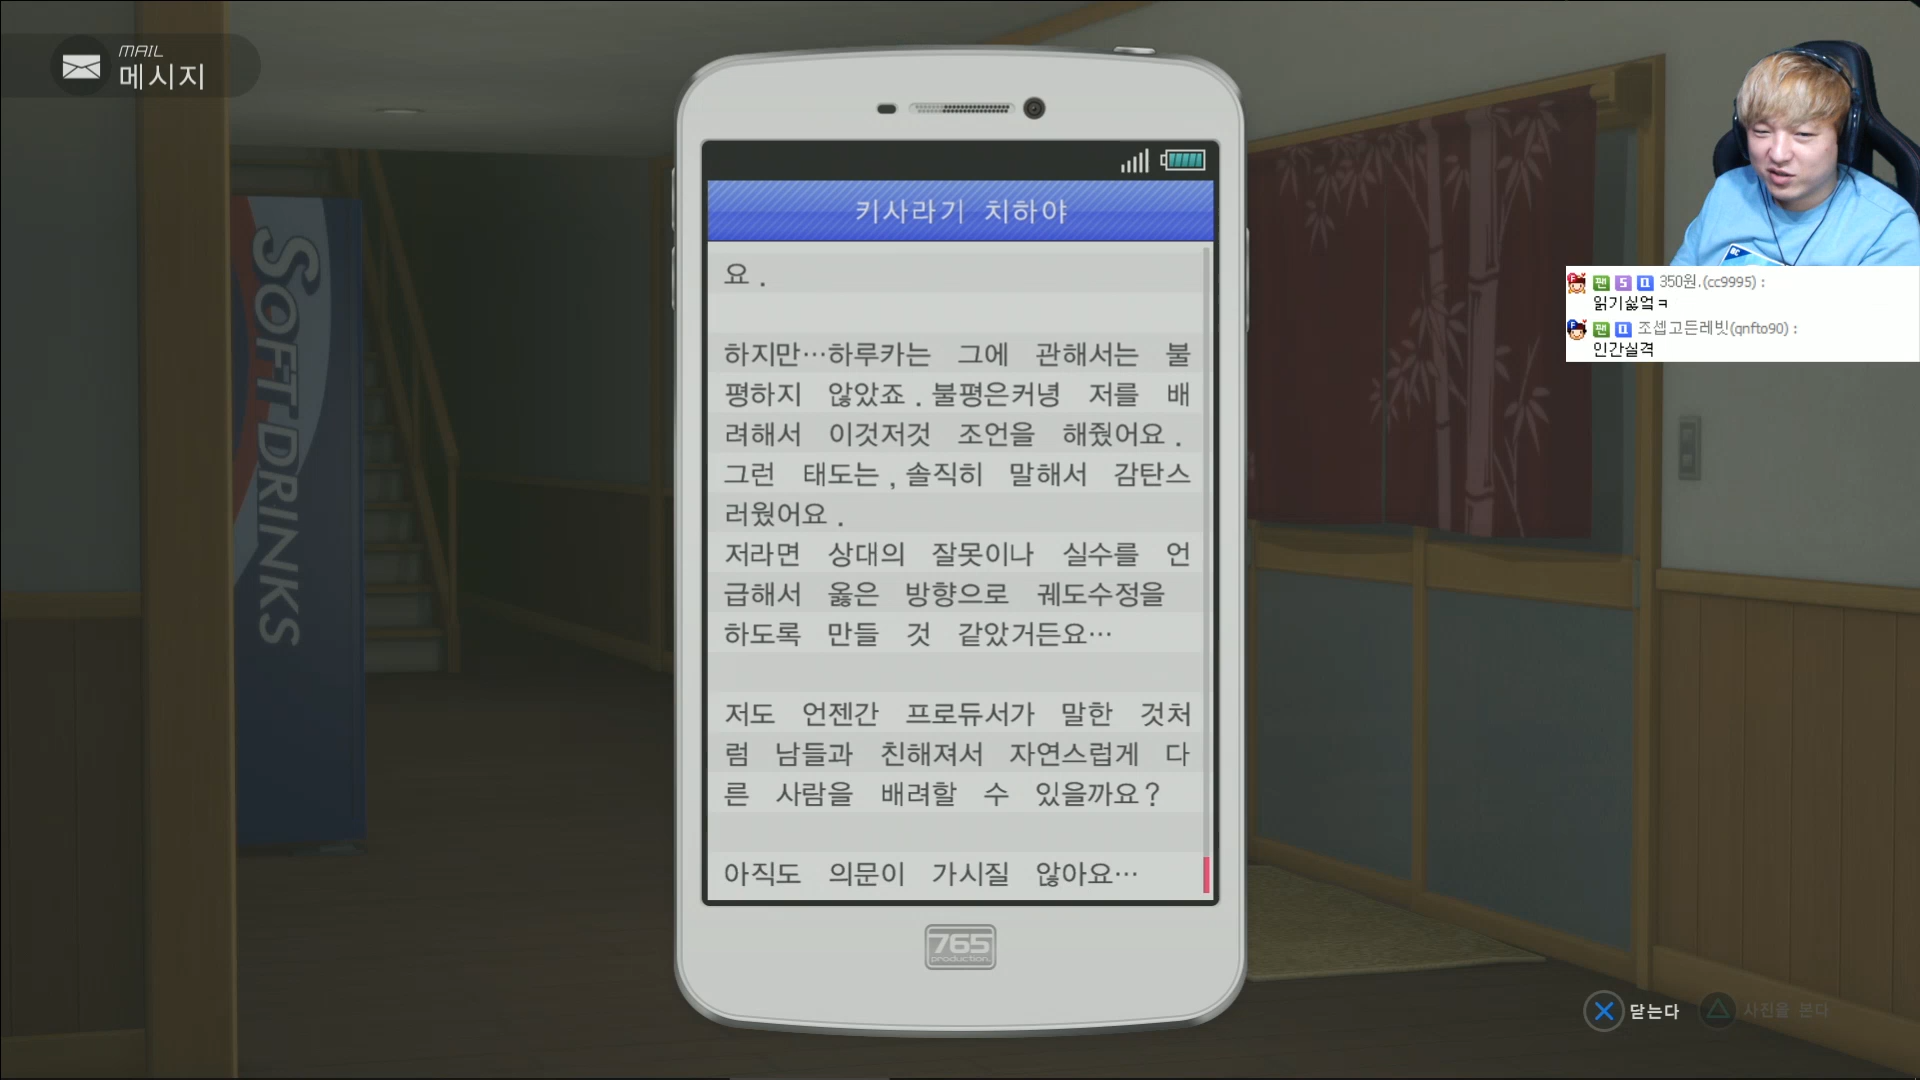 MAIL
메시지
SOFT DRINKS
키사라기 치하야
요.
하지만…하루카는 그에 관해서는 불
평하지 않았죠.불평은커녕 저를 배
려해서 이것저것 조언을 해줬어요.
그런 태도는,솔직히 말해서 감탄스
러웠어요.
저라면 상대의 잘못이나 실수를 언
급해서 옳은 방향으로 궤도수정을
하도록 만들 것 같았거든요…
저도 언젠간 프로듀서가 말한 것처
럼 남들과 친해져서 자연스럽게 다
른 사람을 배려할 수 있을까요?
아직도 의문이 가시질 않아요…
765
production
팬 S 350원.(cc9995) :
읽기싫엌ㅋ
팬 조셉고든레빗(qnfto90) :
인간실격
닫는다
사진을 본다